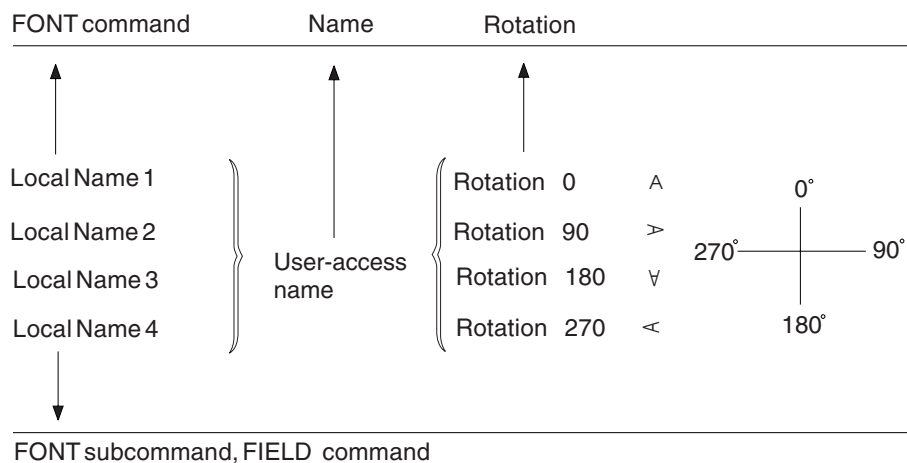 FONT command Name Rotation
Local Name 1 Rotation 0 A 0°
Local Name 2 Rotation 90 A
270° 90°
User-access
Local Name 3 Rotation 180 A
name
Local Name 4 Rotation 270 A 180°
FONT subcommand, FIELD command